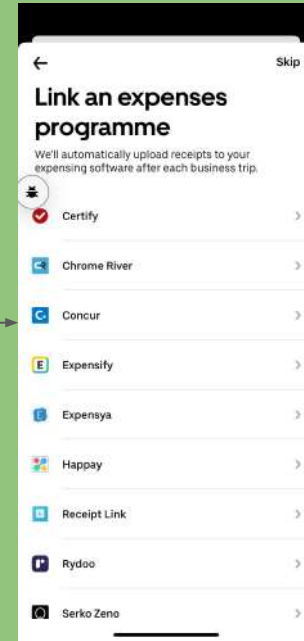 Skip
Link an expenses
programme
We'll automatically upload receipts to your
expensing software after each business trip.
Certify
CR Chrome River
C. Concur
E Expensify
E Expensya
Happay
Receipt Link
r Rydoo
Serko Zeno